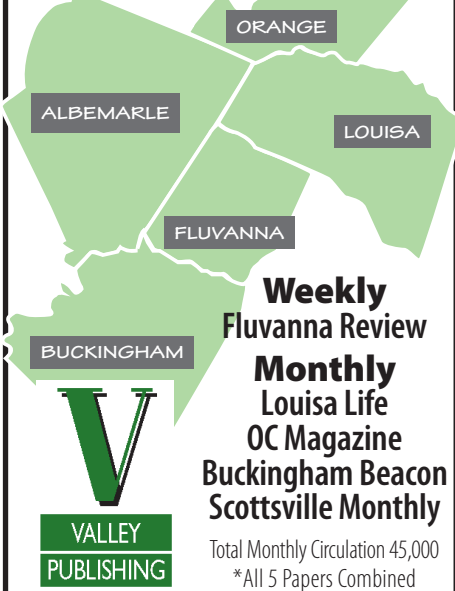 ORANGE
ALBEMARLE
LOUISA
FLUVANNA
BUCKINGHAM
Weekly
Fluvanna Review
Monthly
Louisa Life
OC Magazine
Buckingham Beacon
Scottsville Monthly
Total Monthly Circulation 45,000
*All 5 Papers Combined
V
VALLEY
PUBLISHING